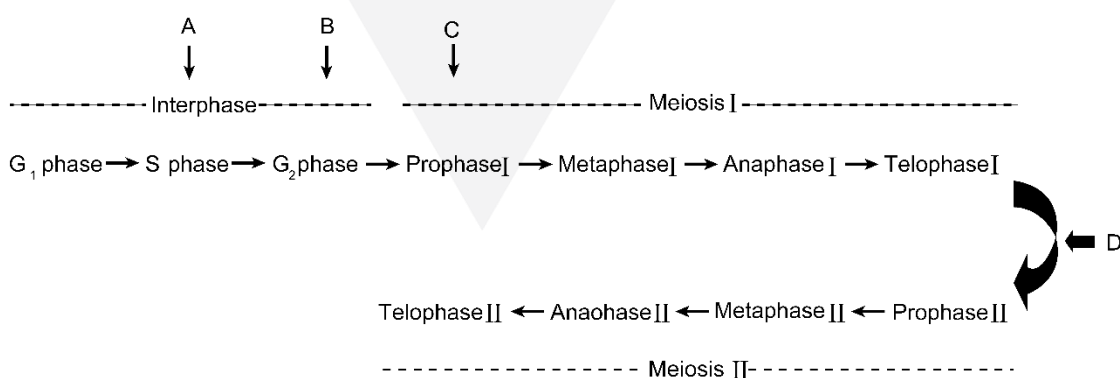 A B C
Interphase Meiosis I
G₁ phase S phase G₂ phase Prophase I Metaphase I Anaphase I Telophase I
D
Telophase II Anaohase II Metaphase II Prophase II
Meiosis II